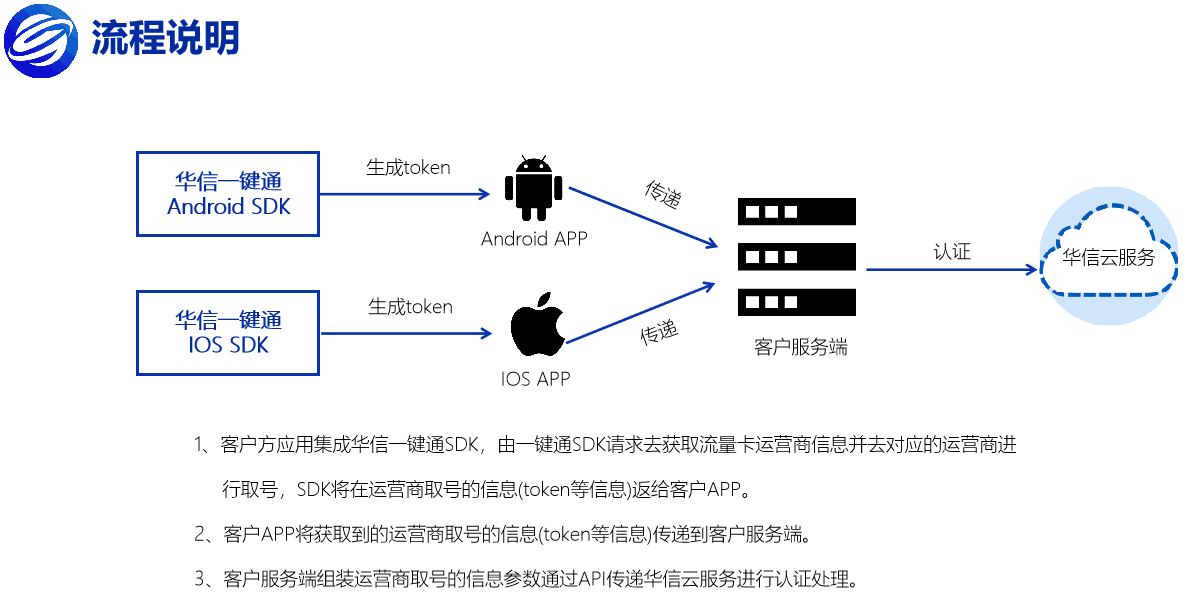 流程说明
华信一键通
Android SDK
生成token
Android APP
传递
华信一键通
IOS SDK
生成token
IOS APP
传递
客户服务端
认证
华信云服务
1、客户方应用集成华信一键通SDK，由一键通SDK请求去获取流量卡运营商信息并去对应的运营商进
行取号，SDK将在运营商取号的信息(token等信息)返给客户APP。
2、客户APP将获取到的运营商取号的信息(token等信息)传递到客户服务端。
3、客户服务端组装运营商取号的信息参数通过API传递华信云服务进行认证处理。